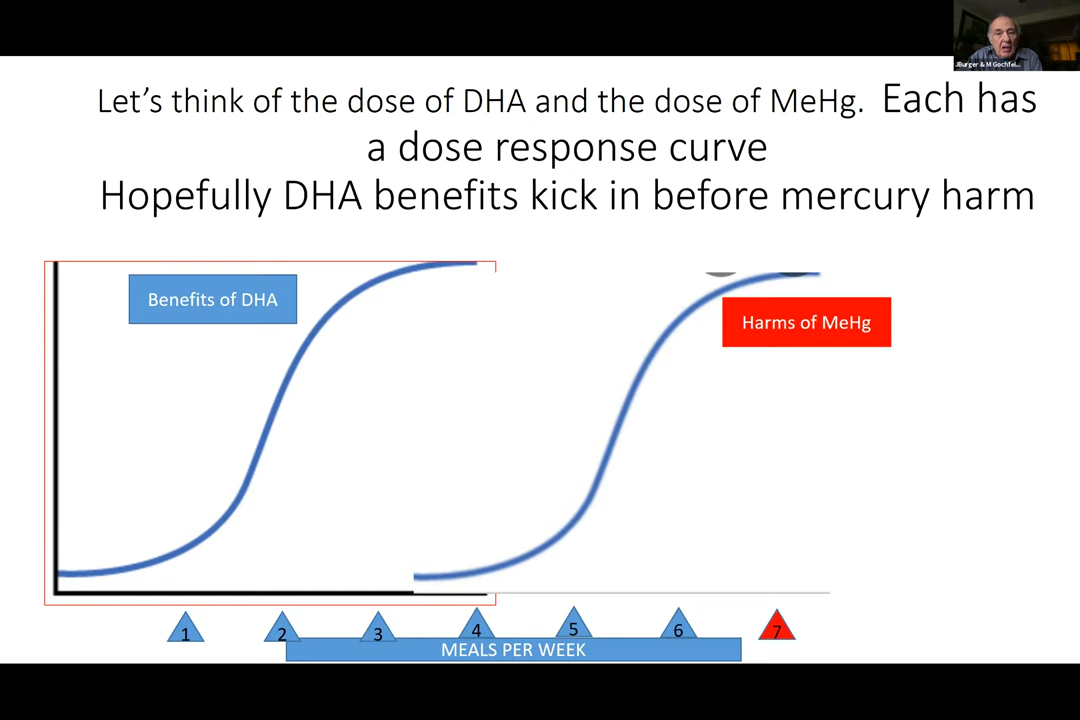 JBurger & M Gochfel...
Let’s think of the dose of DHA and the dose of MeHg. Each has
a dose response curve
Hopefully DHA benefits kick in before mercury harm
Benefits of DHA
Harms of MeHg
1 2 3 4 5 6 7
MEALS PER WEEK